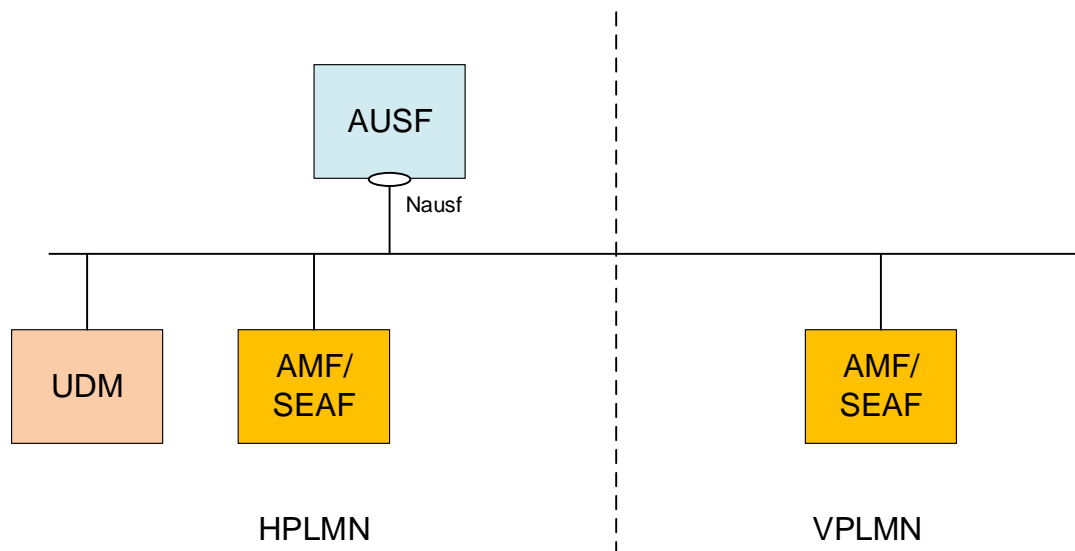 AUSF
Nausf
UDM
AMF/
SEAF
AMF/
SEAF
HPLMN
VPLMN